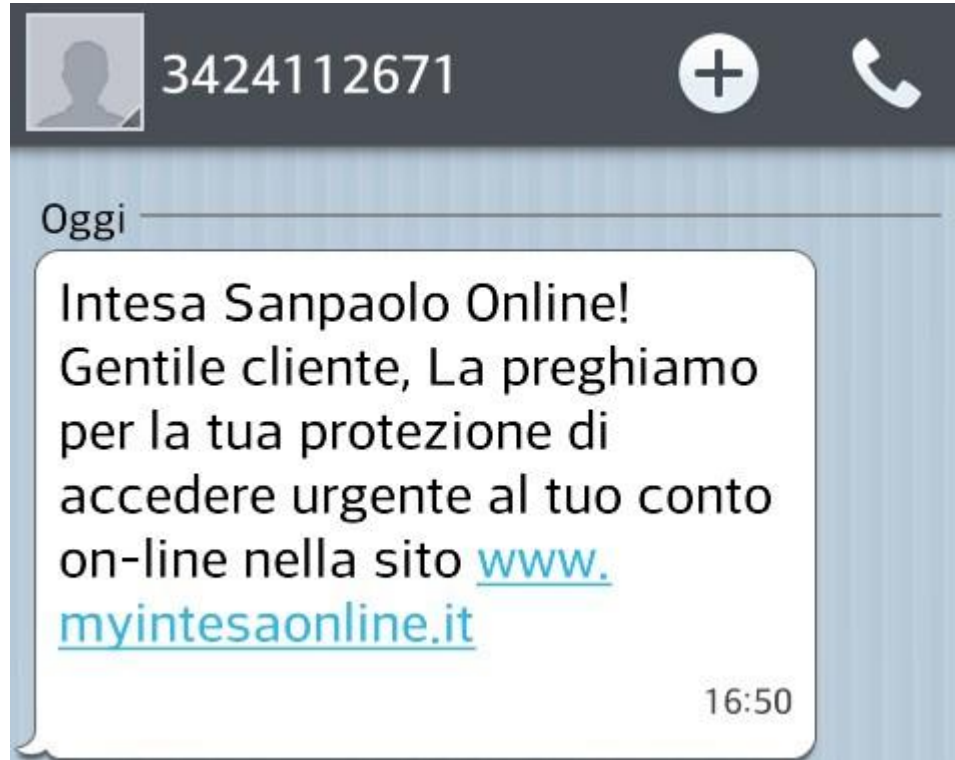 3424112671
Oggi
Intesa Sanpaolo Online!
Gentile cliente, La preghiamo
per la tua protezione di
accedere urgente al tuo conto
on-line nella sito www.
myintesaonline.it
16:50